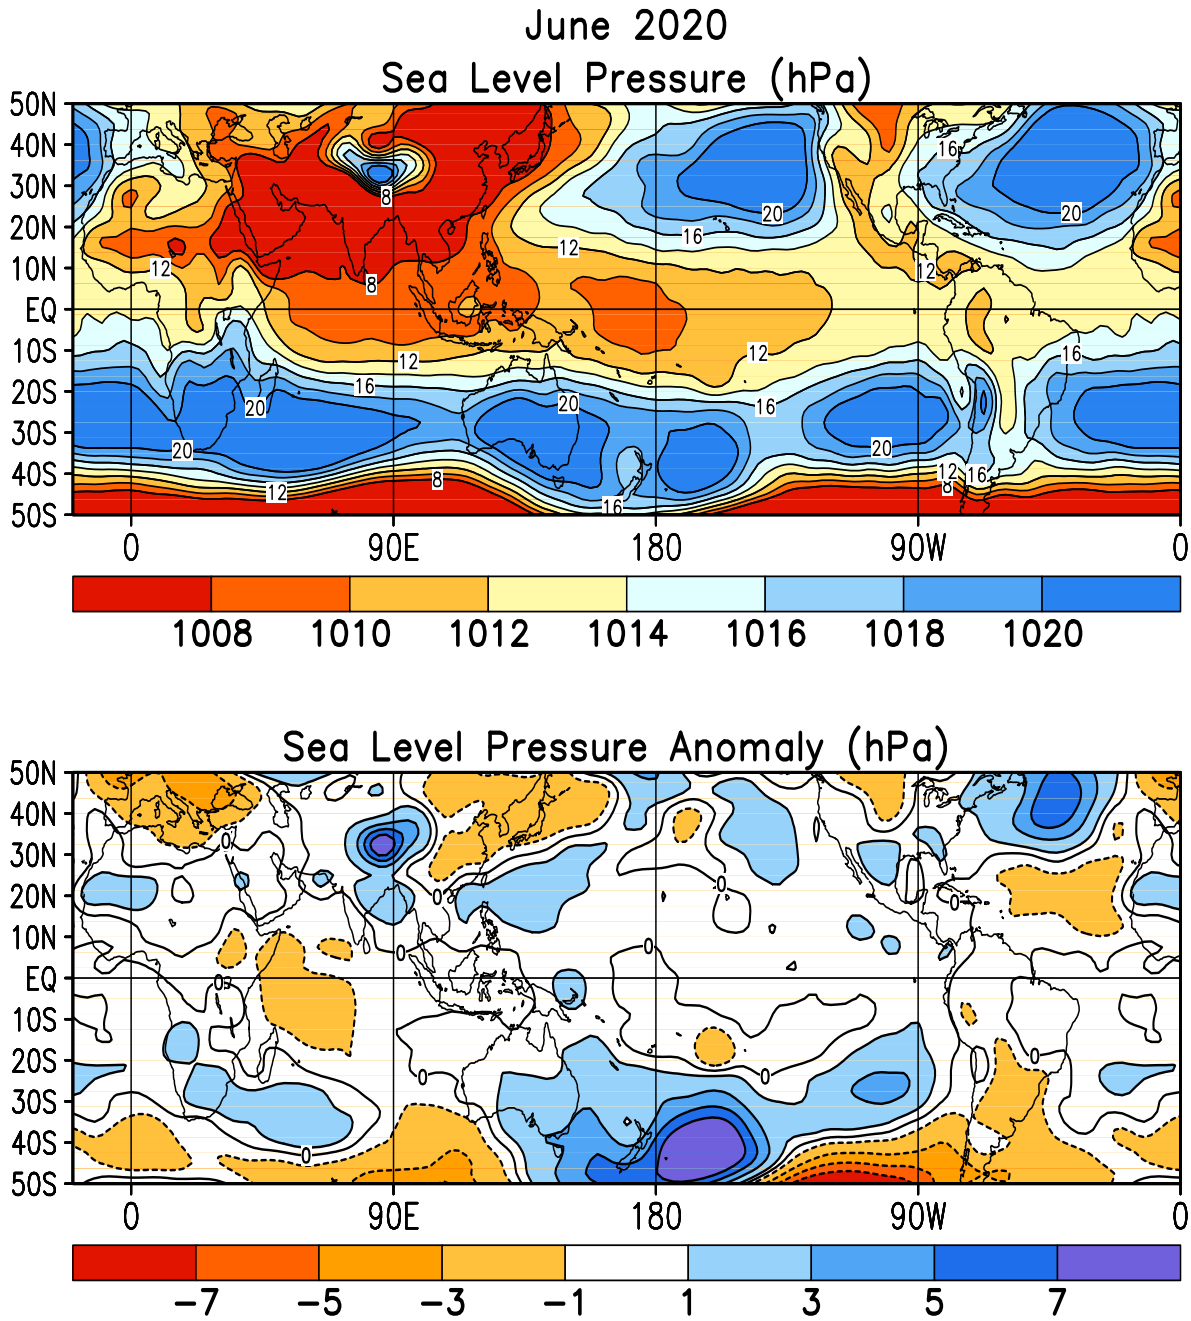 June 2020
Sea Level Pressure (hPa)
50N
40N
16
30N
8
20
20
20N
16
12
10N
12
12
8
EQ
10S
12
12
16
20S
16
20
20
16
30S
20
20
40S
12
8
12
16
8
50S
16
0
90E
180
90W
0
1008 1010 1012 1014 1016 1018 1020
Sea Level Pressure Anomaly (hPa)
50N
40N
0
30N
0
20N
0
0
10N
0
0
EQ
0
10S
0
20S
0
0
30S
40S
0
50S
0
90E
180
90W
0
−7 −5 −3 −1 1 3 5 7